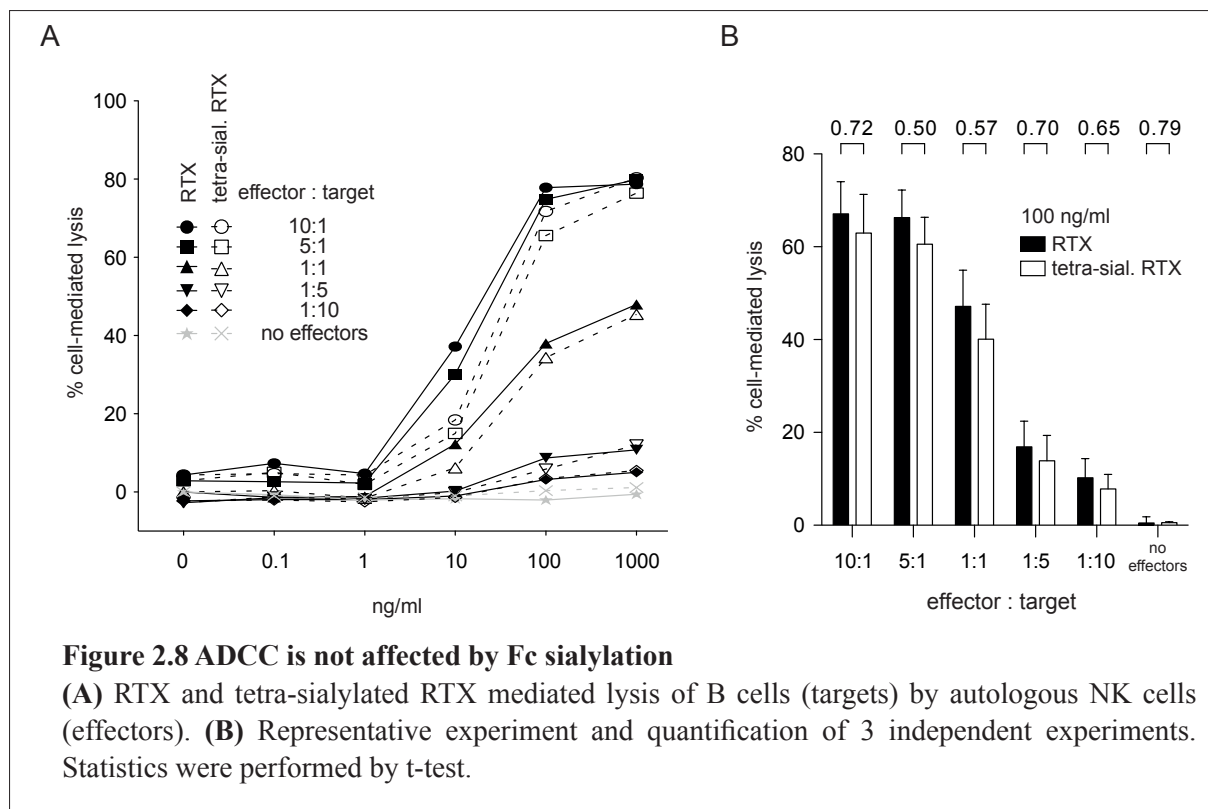 A
RTX
tetra-sial. RTX
effector : target
10:1
5:1
1:1
1:5
1:10
no effectors
% cell-mediated lysis
100
80
60
40
20
0
0 0.1 1 10 100 1000
ng/ml
B
0.72 0.50 0.57 0.70 0.65 0.79
100 ng/ml
RTX
tetra-sial. RTX
% cell-mediated lysis
80
60
40
20
0
10:1 5:1 1:1 1:5 1:10 no effectors
effector : target
Figure 2.8 ADCC is not affected by Fc sialylation
(A) RTX and tetra-sialylated RTX mediated lysis of B cells (targets) by autologous NK cells
(effectors). (B) Representative experiment and quantification of 3 independent experiments.
Statistics were performed by t-test.